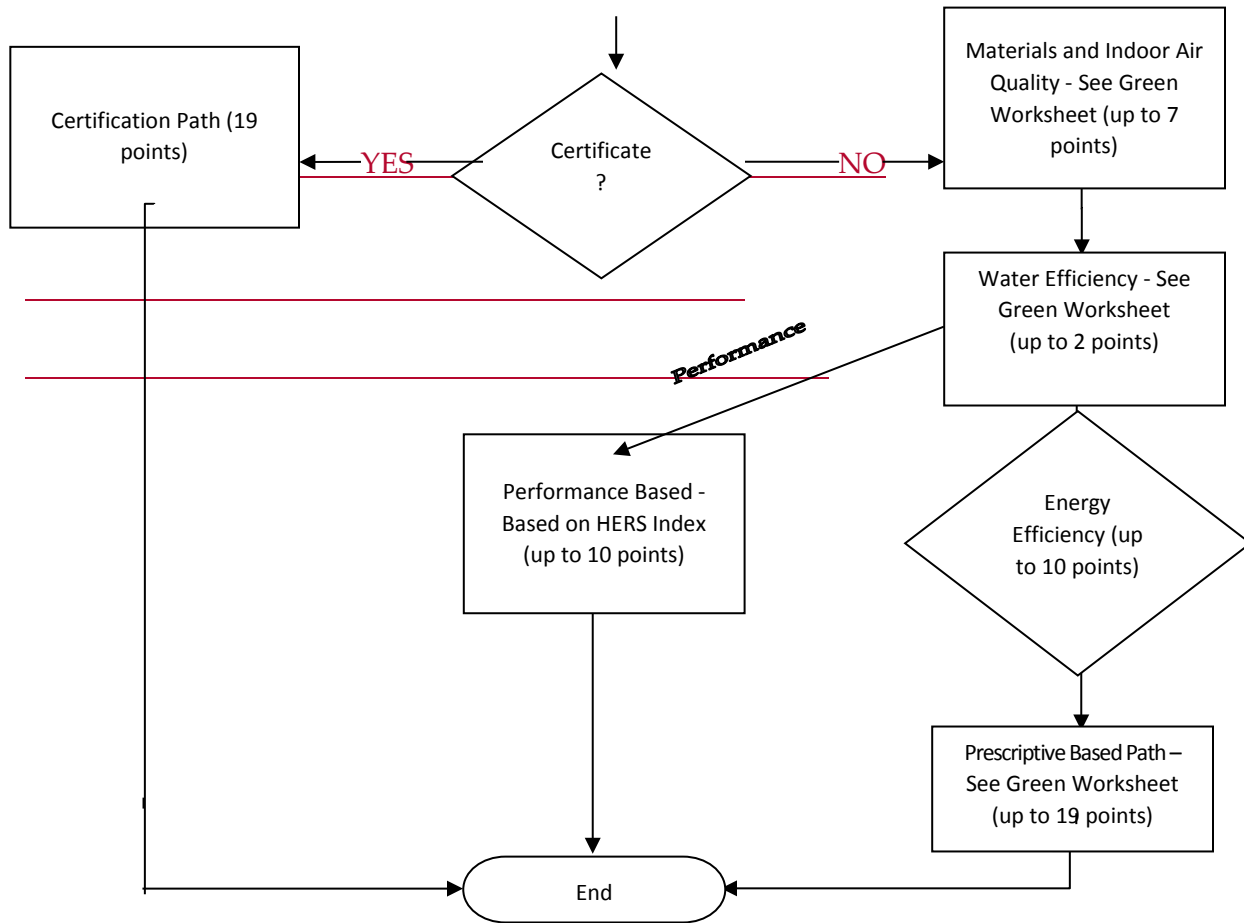 Certification Path (19
points)
YES
Certificate
?
NO
Materials and Indoor Air
Quality - See Green
Worksheet (up to 7
points)
Water Efficiency - See
Green Worksheet
(up to 2 points)
Performance
Performance Based -
Based on HERS Index
(up to 10 points)
Energy
Efficiency (up
to 10 points)
Prescriptive Based Path –
See Green Worksheet
(up to 19 points)
End